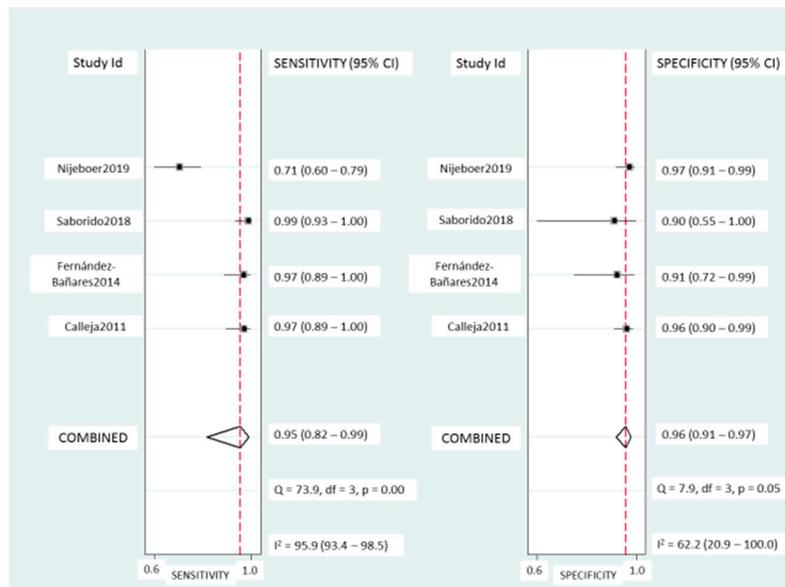 Study Id SENSITIVITY (95% CI)
Nijeboer2019 0.71 (0.60 – 0.79)
Saborido2018 0.99 (0.93 – 1.00)
Fernández-
Bañares2014 0.97 (0.89 – 1.00)
Calleja2011 0.97 (0.89 – 1.00)
COMBINED 0.95 (0.82 – 0.99)
Q = 73.9, df = 3, p = 0.00
I² = 95.9 (93.4 – 98.5)
0.6 SENSITIVITY 1.0
Study Id SPECIFICITY (95% CI)
Nijeboer2019 0.97 (0.91 – 0.99)
Saborido2018 0.90 (0.55 – 1.00)
Fernández-
Bañares2014 0.91 (0.72 – 0.99)
Calleja2011 0.96 (0.90 – 0.99)
COMBINED 0.96 (0.91 – 0.97)
Q = 7.9, df = 3, p = 0.05
I² = 62.2 (20.9 – 100.0)
0.6 SPECIFICITY 1.0